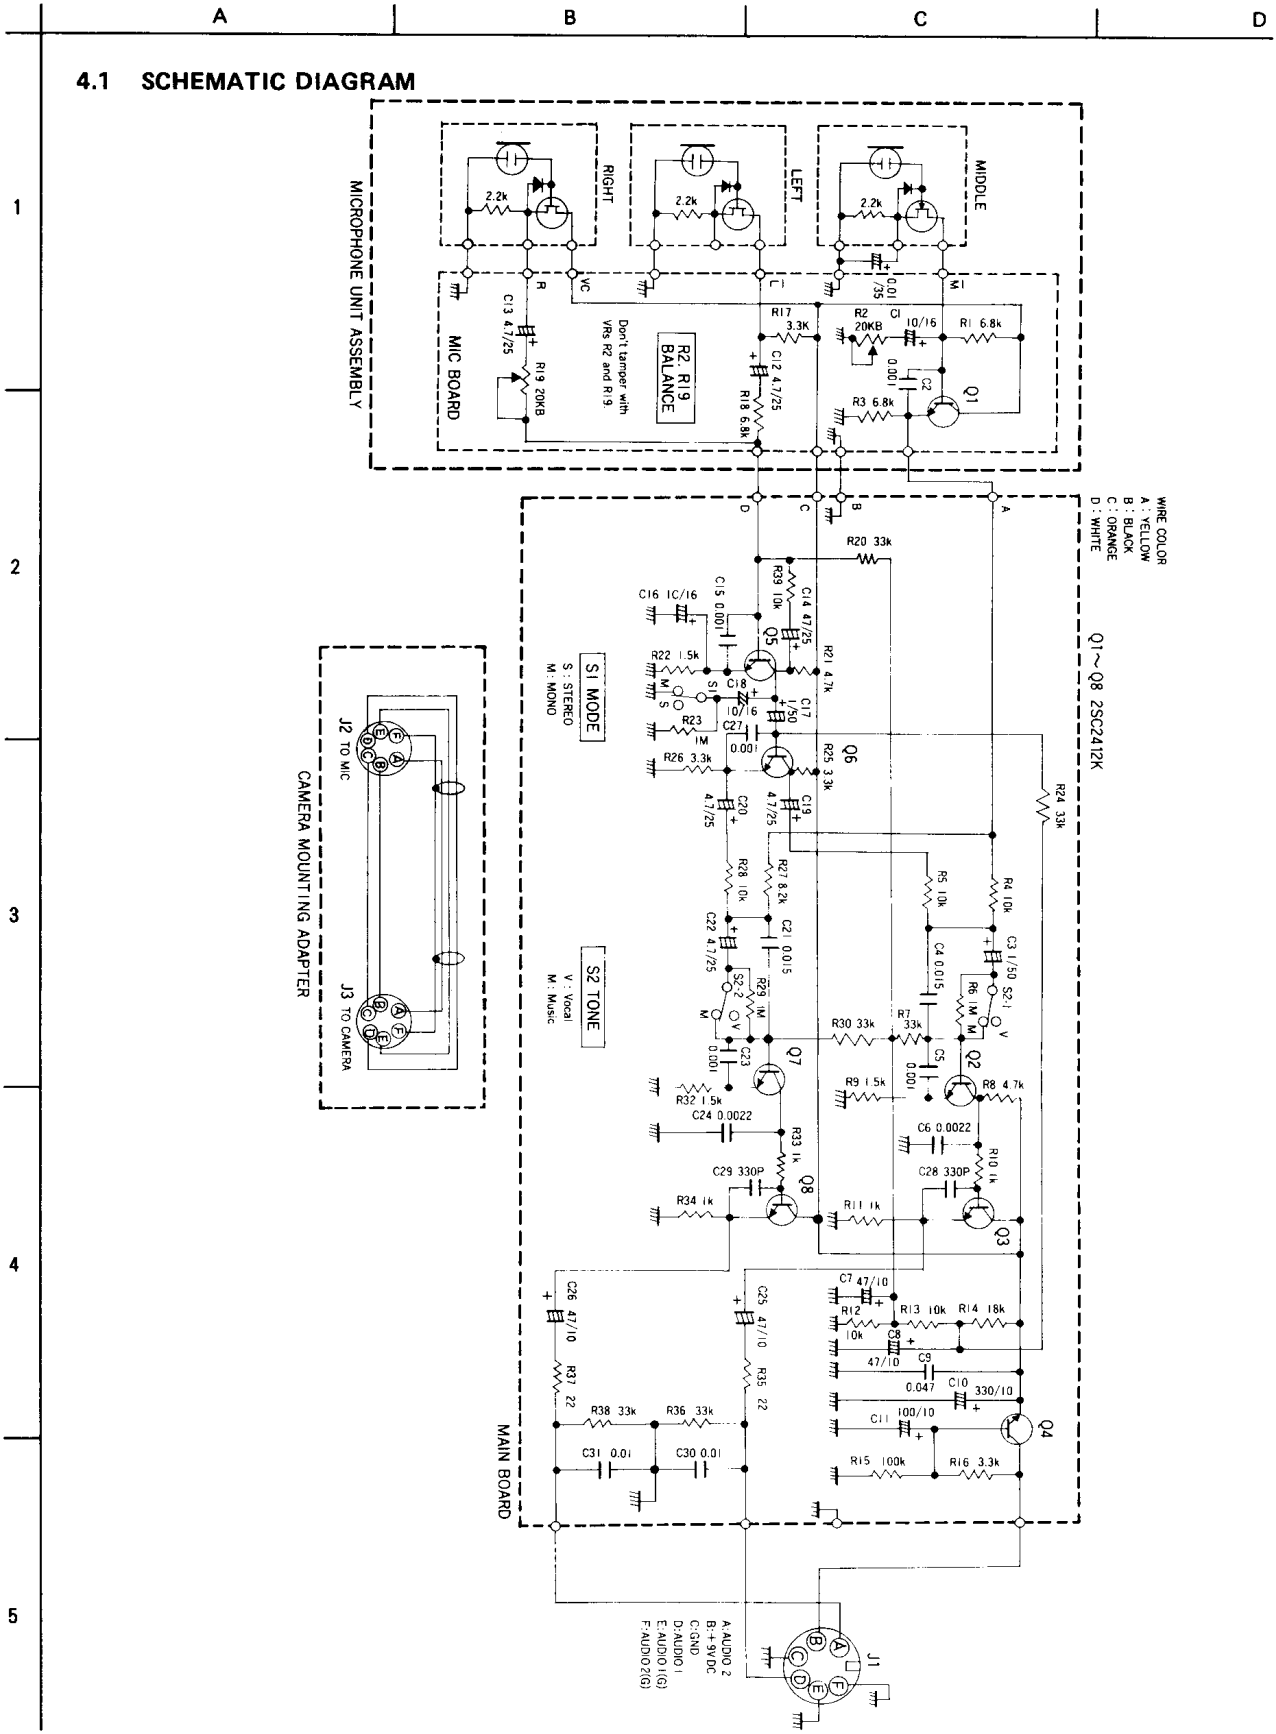 A
B
C
D
1
2
3
4
5
4.1 SCHEMATIC DIAGRAM
RIGHT
2.2k
LEFT
2.2k
MIDDLE
2.2k
0.01
/35
R
VC
L
M
MICROPHONE UNIT ASSEMBLY
MIC BOARD
C13 4.7/25
R19 20KB
Don't tamper with
VRs R2 and R19.
R2. R19
BALANCE
R17
3.3K
C12 4.7/25
R18 6.8k
R2
20KB
C1
10/16
R1 6.8k
0.001
C2
R3 6.8k
Q1
WIRE COLOR
A : YELLOW
B : BLACK
C : ORANGE
D : WHITE
Q1～Q8 2SC2412K
D
C
B
A
R20 33k
R39 10k
C14 47/25
C15 0.001
C16 1C/16
Q5
R21 4.7k
R22 1.5k
M
S
S1
C18
10/16
C17
1/50
R23
1M
C27
0.001
R26 3.3k
Q6
R25 3.3k
C20
4.7/25
C19
4.7/25
R24 33k
S1 MODE
S : STEREO
M : MONO
R28 10k
R27 8.2k
R5 10k
R4 10k
C22 4.7/25
C21 0.015
C4 0.015
C3 1/50
S2-2
R29 1M
M
V
S2-1
R6 1M
M
V
R30 33k
R7
33k
S2 TONE
V : Vocal
M : Music
C23
0.001
Q7
C5
0.001
Q2
R32 1.5k
R9 1.5k
R8 4.7k
C24 0.0022
R33 1k
C6 0.0022
R10 1k
C29 330P
Q8
C28 330P
Q3
R34 1k
R11 1k
C26 47/10
C25 47/10
C7 47/10
R12
10k
R13 10k
R14 18k
C8
47/10
C9
0.047
C10
330/10
R37 22
R35 22
C11
100/10
Q4
R38 33k
R36 33k
C31 0.01
C30 0.01
R15 100k
R16 3.3k
MAIN BOARD
J2 TO MIC
E
F
D
C
B
A
CAMERA MOUNTING ADAPTER
J3 TO CAMERA
B
A
C
F
D
E
J1
A
B
C
D
E
F
A:AUDIO 2
B:+9VDC
C:GND
D:AUDIO 1
E:AUDIO 1(G)
F:AUDIO 2(G)